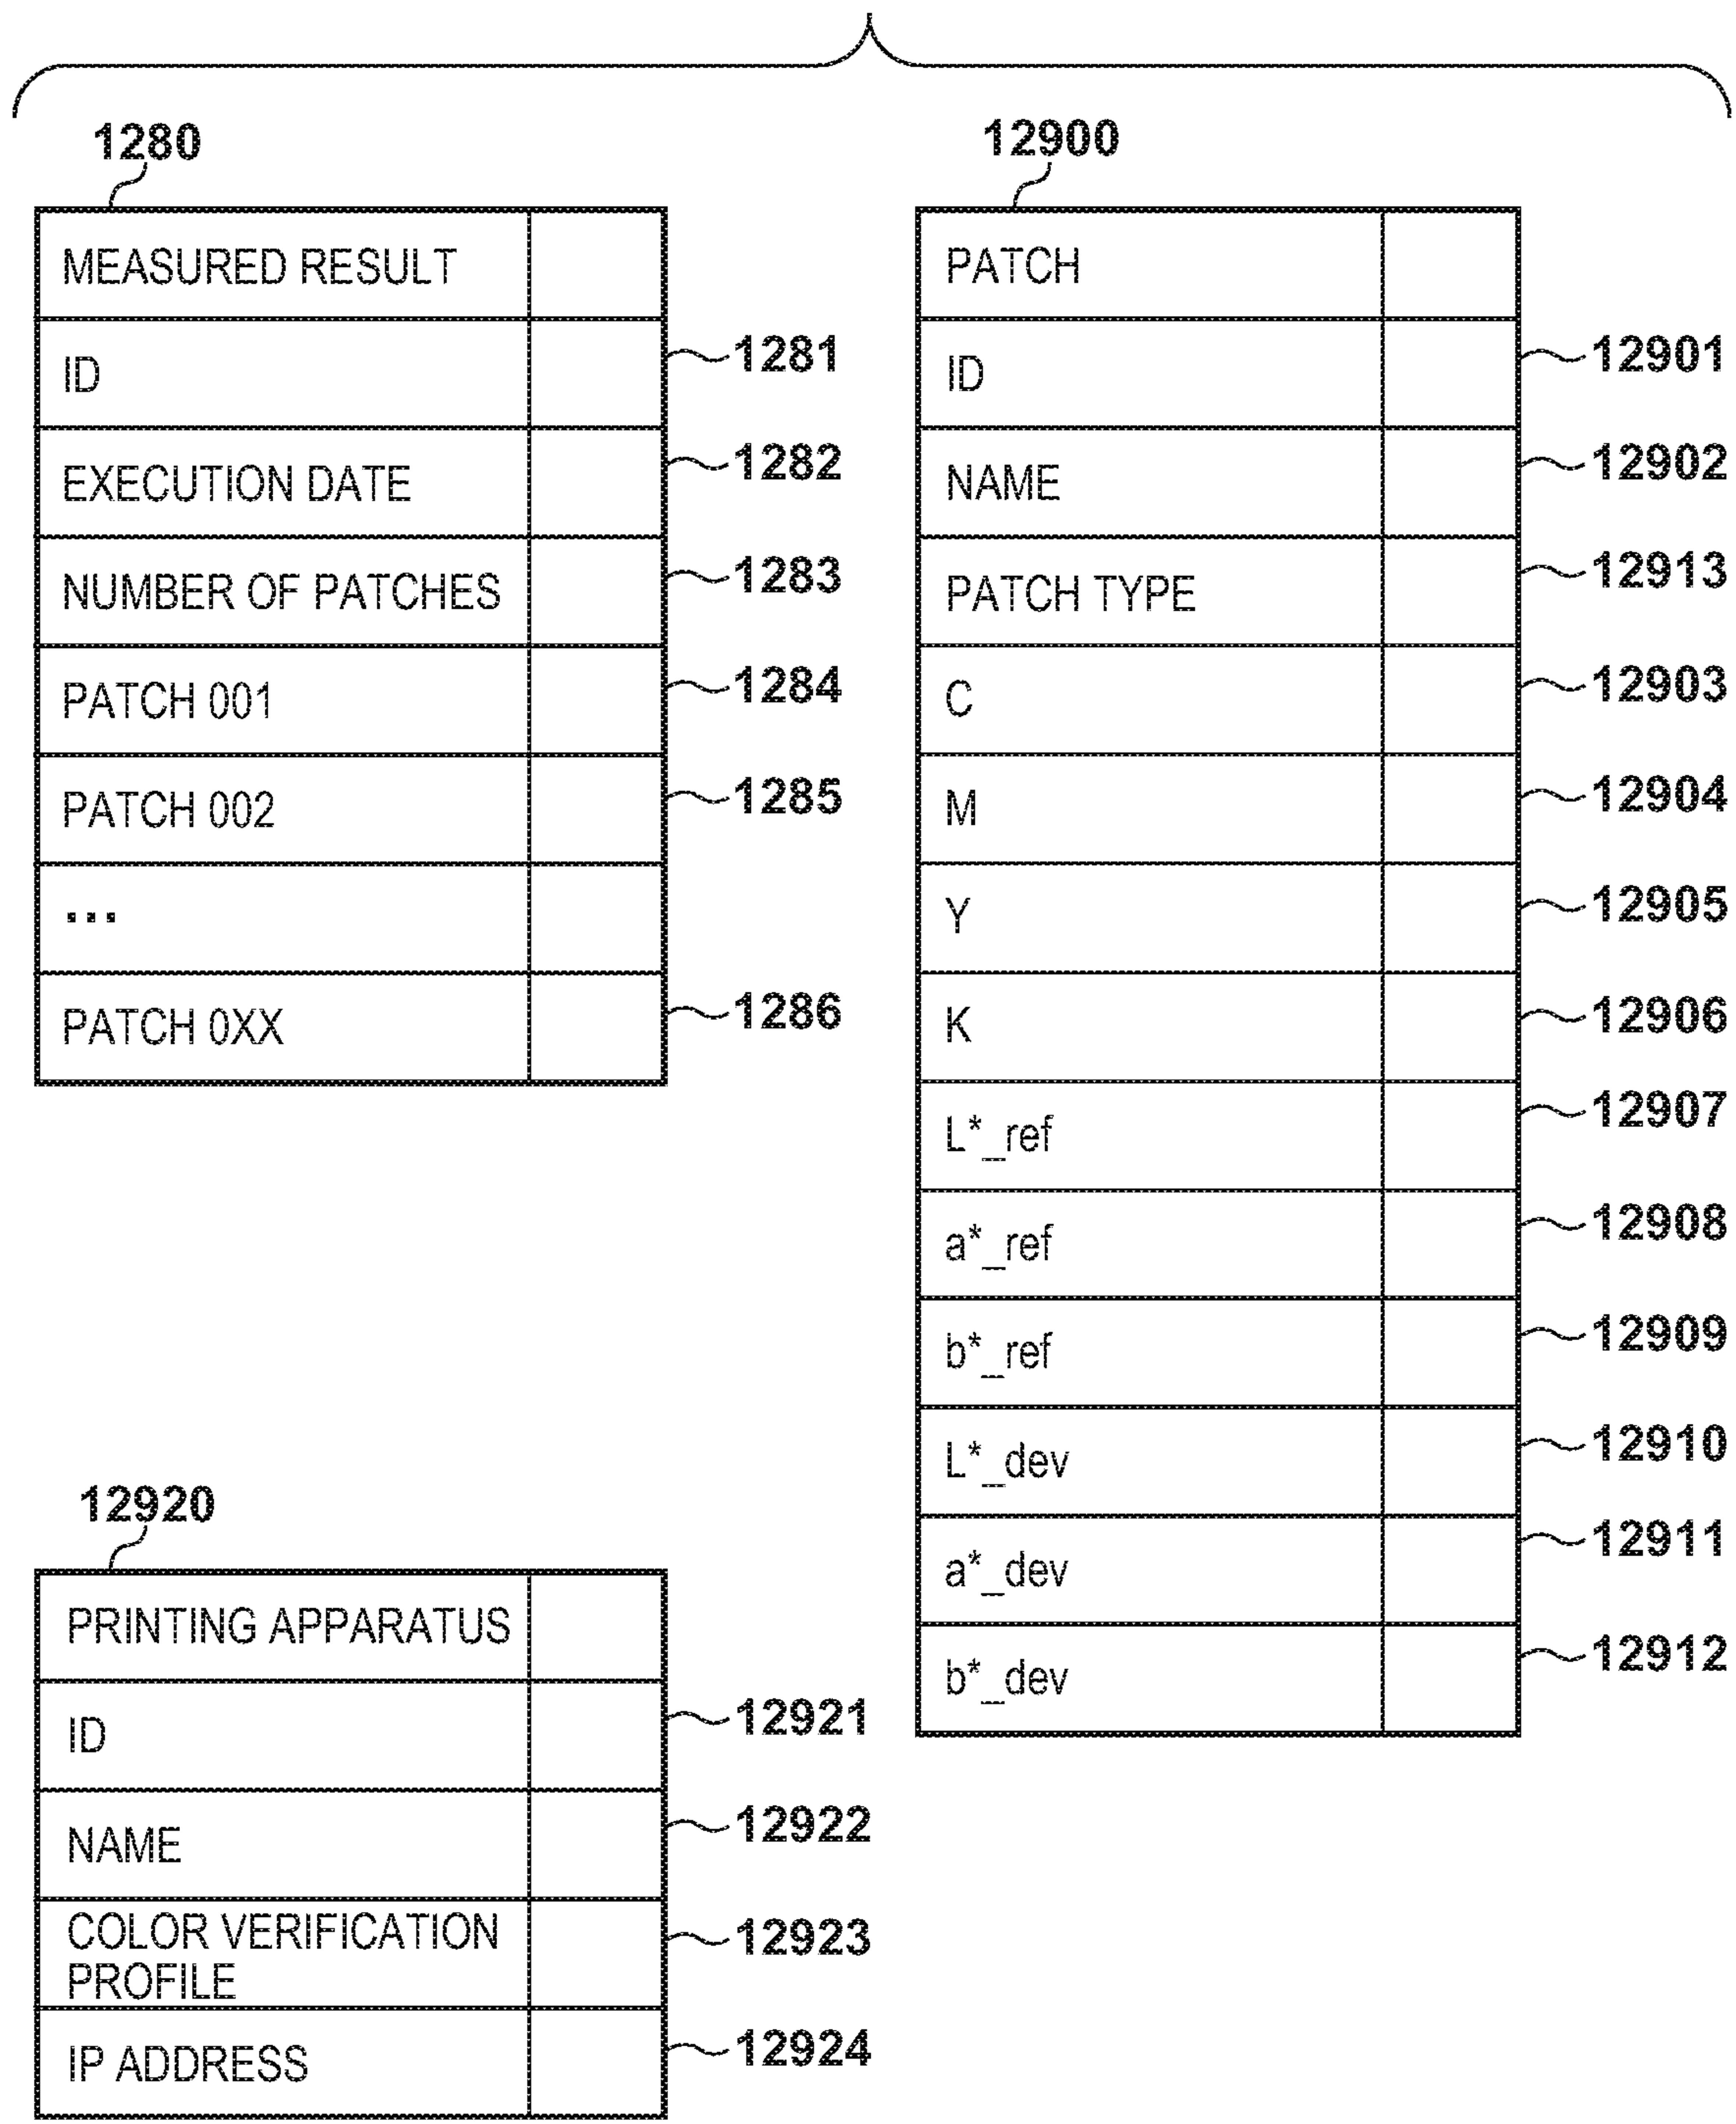 1280
MEASURED RESULT
ID
1281
EXECUTION DATE
1282
NUMBER OF PATCHES
1283
PATCH 001
1284
PATCH 002
1285
...
PATCH 0XX
1286
12900
PATCH
ID
12901
NAME
12902
PATCH TYPE
12913
C
12903
M
12904
Y
12905
K
12906
L*_ref
12907
a*_ref
12908
b*_ref
12909
L*_dev
12910
a*_dev
12911
b*_dev
12912
12920
PRINTING APPARATUS
ID
12921
NAME
12922
COLOR VERIFICATION
PROFILE
12923
IP ADDRESS
12924